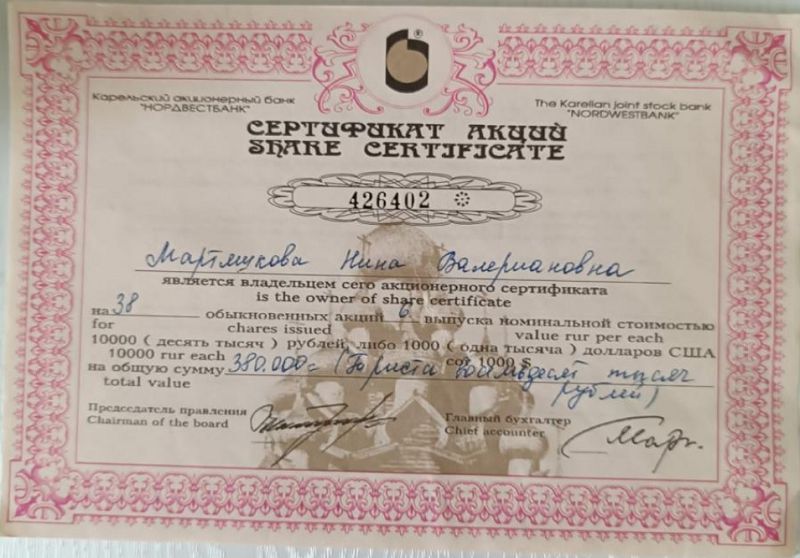 ®
Карельский акционерный банк
"НОРДВЕСТБАНК"
The Karelian joint stock bank
"NORDWESTBANK"
СЕРТИФИКАТ АКЦИЙ
SHARE CERTIFICATE
426402
Мартяшкова Нина Валериановна
является владельцем сего акционерного сертификата
is the owner of share certificate
на 38 обыкновенных акций 6 выпуска номинальной стоимостью
for chares issued value rur per each
10000 ( десять тысяч ) рублей, либо 1000 ( одна тысяча ) долларов США
10000 rur each cot 1000 $
на общую сумму 380.000= (Триста восемьдесят тысяч
total value рублей)
Председатель правления
Chairman of the board
Главный бухгалтер
Chief accounter